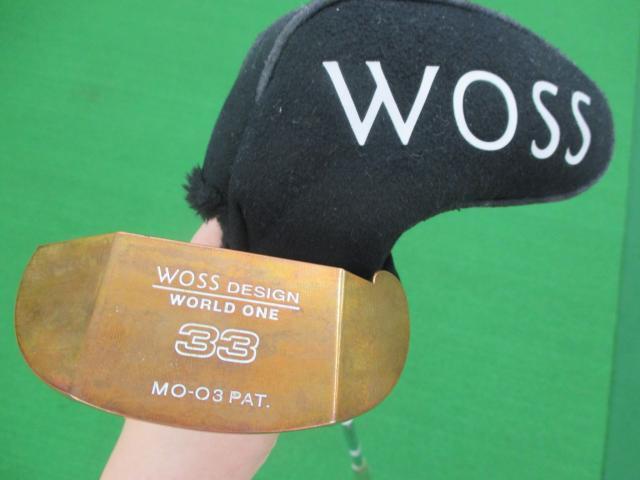 WOSS
WOSS DESIGN
WORLD ONE
33
MO-03 PAT.